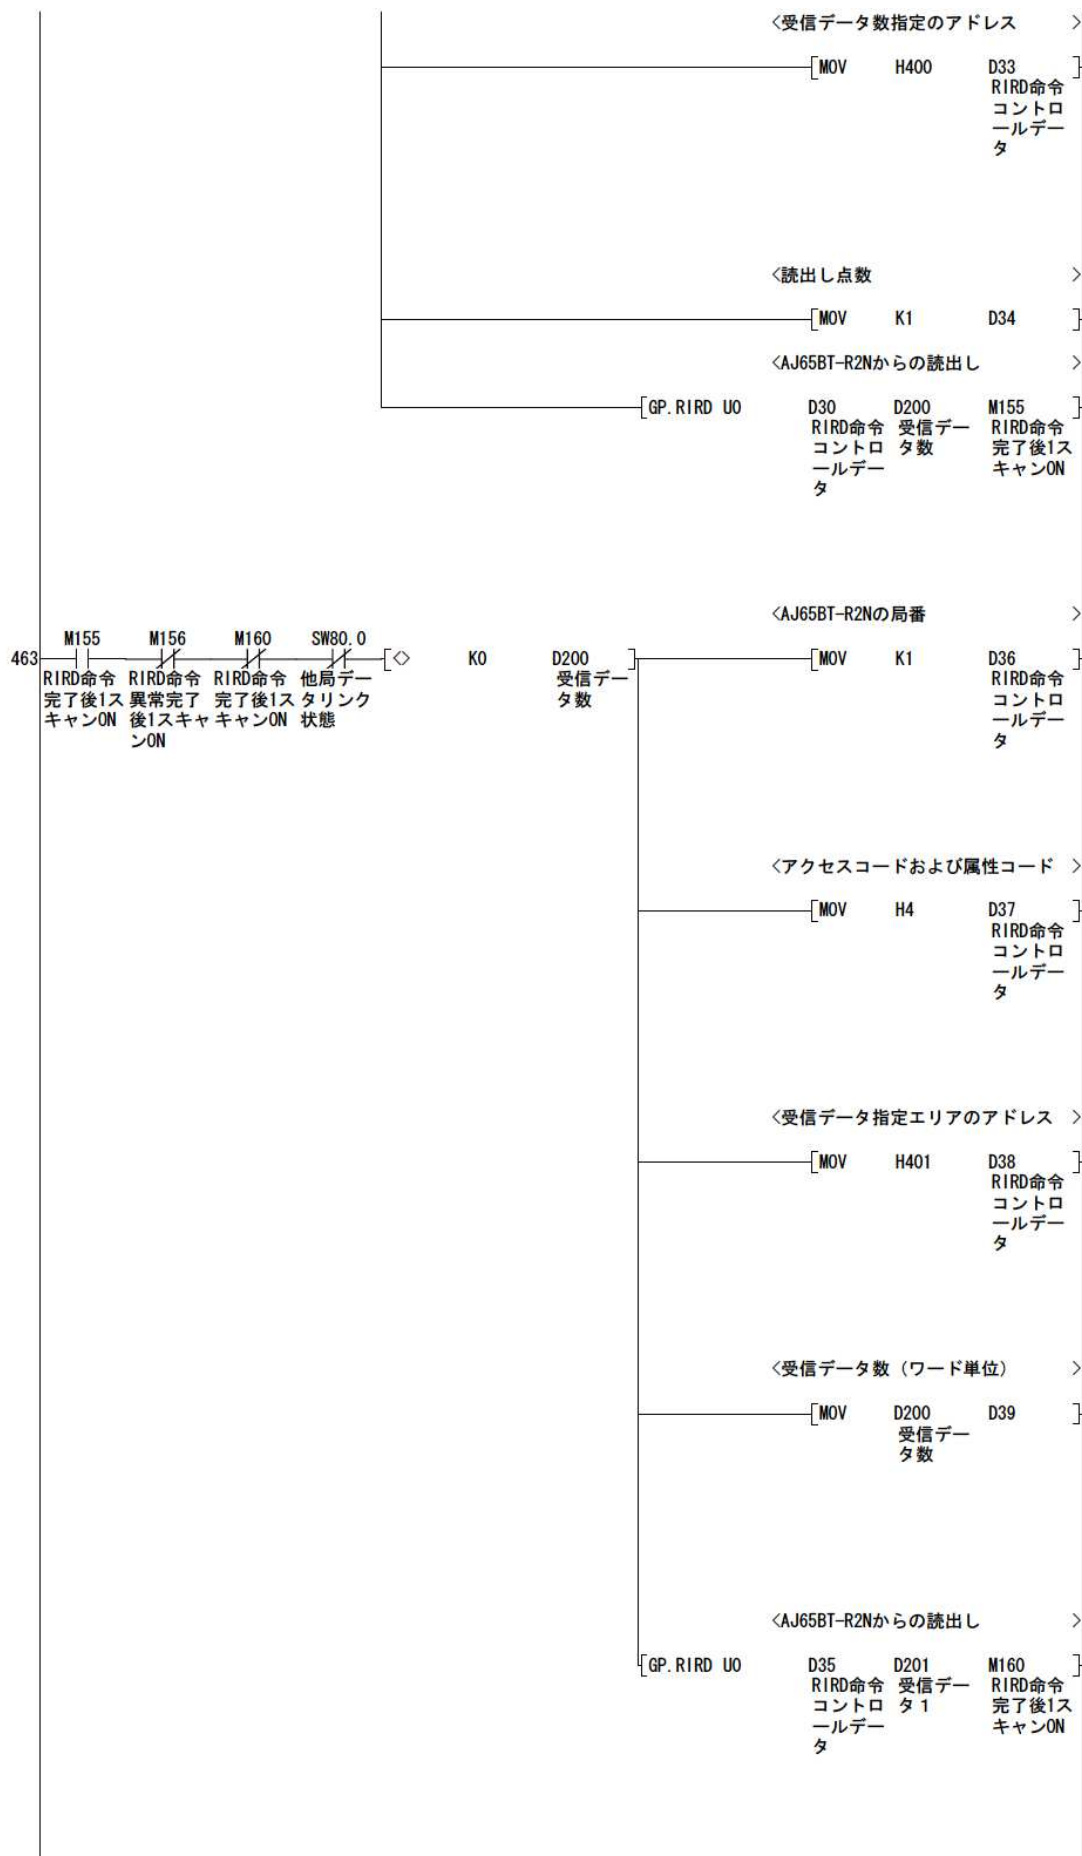 <受信データ数指定のアドレス >
[MOV H400 D33 ]
RIRD命令
コントロ
ールデー
タ
<読出し点数 >
[MOV K1 D34 ]
<AJ65BT-R2Nからの読出し >
[GP.RIRD U0 D30 D200 M155 ]
RIRD命令 受信デー RIRD命令
コントロ タ数 完了後1ス
ールデー キャンON
タ
<AJ65BT-R2Nの局番 >
M155 M156 M160 SW80.0
463 [<> K0 D200 ] [MOV K1 D36 ]
RIRD命令 RIRD命令 RIRD命令 他局デー 受信デー RIRD命令
完了後1ス 異常完了 完了後1ス タリンク タ数 コントロ
キャンON 後1スキャ キャンON 状態 ールデー
ンON タ
<アクセスコードおよび属性コード >
[MOV H4 D37 ]
RIRD命令
コントロ
ールデー
タ
<受信データ指定エリアのアドレス >
[MOV H401 D38 ]
RIRD命令
コントロ
ールデー
タ
<受信データ数（ワード単位） >
[MOV D200 D39 ]
受信デー
タ数
<AJ65BT-R2Nからの読出し >
[GP.RIRD U0 D35 D201 M160 ]
RIRD命令 受信デー RIRD命令
コントロ タ１ 完了後1ス
ールデー キャンON
タ